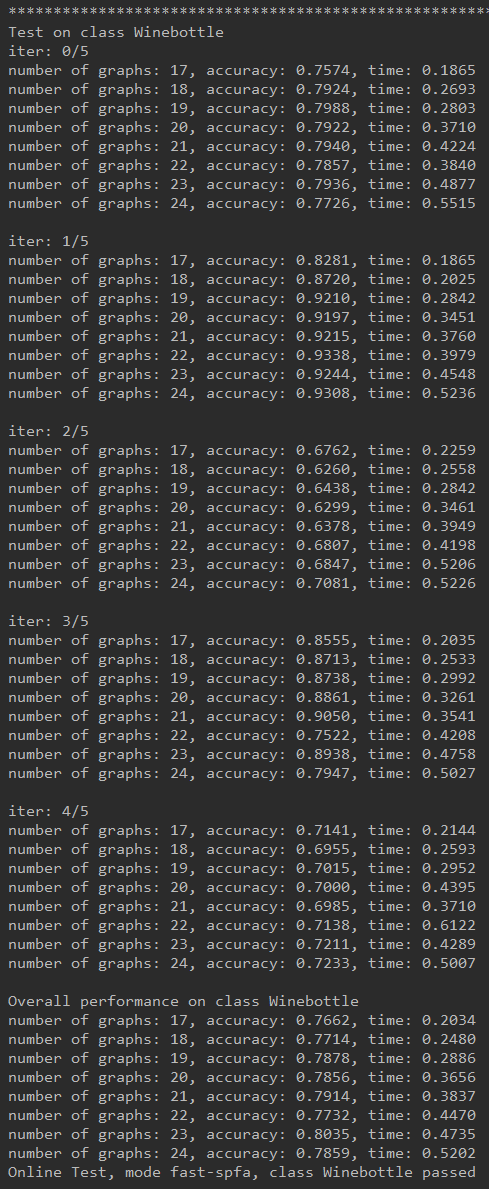 ******************************************************
Test on class Winebottle
iter: 0/5
number of graphs: 17, accuracy: 0.7574, time: 0.1865
number of graphs: 18, accuracy: 0.7924, time: 0.2693
number of graphs: 19, accuracy: 0.7988, time: 0.2803
number of graphs: 20, accuracy: 0.7922, time: 0.3710
number of graphs: 21, accuracy: 0.7940, time: 0.4224
number of graphs: 22, accuracy: 0.7857, time: 0.3840
number of graphs: 23, accuracy: 0.7936, time: 0.4877
number of graphs: 24, accuracy: 0.7726, time: 0.5515

iter: 1/5
number of graphs: 17, accuracy: 0.8281, time: 0.1865
number of graphs: 18, accuracy: 0.8720, time: 0.2025
number of graphs: 19, accuracy: 0.9210, time: 0.2842
number of graphs: 20, accuracy: 0.9197, time: 0.3451
number of graphs: 21, accuracy: 0.9215, time: 0.3760
number of graphs: 22, accuracy: 0.9338, time: 0.3979
number of graphs: 23, accuracy: 0.9244, time: 0.4548
number of graphs: 24, accuracy: 0.9308, time: 0.5236

iter: 2/5
number of graphs: 17, accuracy: 0.6762, time: 0.2259
number of graphs: 18, accuracy: 0.6260, time: 0.2558
number of graphs: 19, accuracy: 0.6438, time: 0.2842
number of graphs: 20, accuracy: 0.6299, time: 0.3461
number of graphs: 21, accuracy: 0.6378, time: 0.3949
number of graphs: 22, accuracy: 0.6807, time: 0.4198
number of graphs: 23, accuracy: 0.6847, time: 0.5206
number of graphs: 24, accuracy: 0.7081, time: 0.5226

iter: 3/5
number of graphs: 17, accuracy: 0.8555, time: 0.2035
number of graphs: 18, accuracy: 0.8713, time: 0.2533
number of graphs: 19, accuracy: 0.8738, time: 0.2992
number of graphs: 20, accuracy: 0.8861, time: 0.3261
number of graphs: 21, accuracy: 0.9050, time: 0.3541
number of graphs: 22, accuracy: 0.7522, time: 0.4208
number of graphs: 23, accuracy: 0.8938, time: 0.4758
number of graphs: 24, accuracy: 0.7947, time: 0.5027

iter: 4/5
number of graphs: 17, accuracy: 0.7141, time: 0.2144
number of graphs: 18, accuracy: 0.6955, time: 0.2593
number of graphs: 19, accuracy: 0.7015, time: 0.2952
number of graphs: 20, accuracy: 0.7000, time: 0.4395
number of graphs: 21, accuracy: 0.6985, time: 0.3710
number of graphs: 22, accuracy: 0.7138, time: 0.6122
number of graphs: 23, accuracy: 0.7211, time: 0.4289
number of graphs: 24, accuracy: 0.7233, time: 0.5007

Overall performance on class Winebottle
number of graphs: 17, accuracy: 0.7662, time: 0.2034
number of graphs: 18, accuracy: 0.7714, time: 0.2480
number of graphs: 19, accuracy: 0.7878, time: 0.2886
number of graphs: 20, accuracy: 0.7856, time: 0.3656
number of graphs: 21, accuracy: 0.7914, time: 0.3837
number of graphs: 22, accuracy: 0.7732, time: 0.4470
number of graphs: 23, accuracy: 0.8035, time: 0.4735
number of graphs: 24, accuracy: 0.7859, time: 0.5202
Online Test, mode fast-spfa, class Winebottle passed